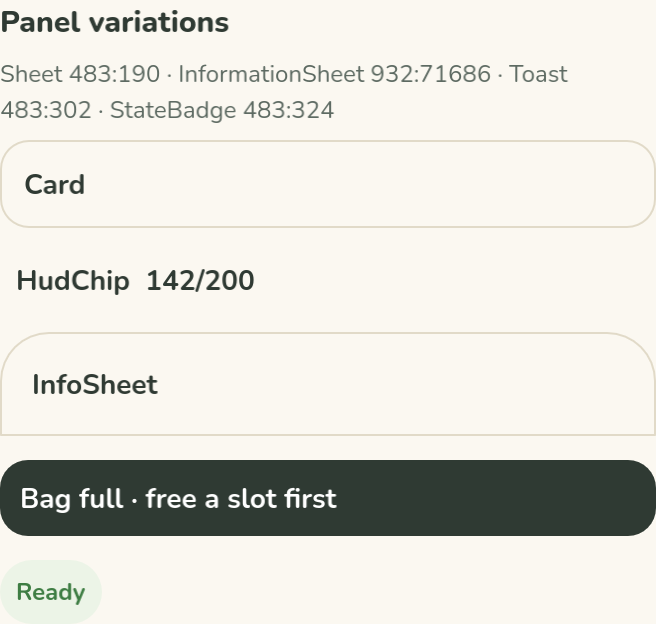 Panel variations
Sheet 483:190 · InformationSheet 932:71686 · Toast
483:302 · StateBadge 483:324
Card
HudChip 142/200
InfoSheet
Bag full · free a slot first
Ready